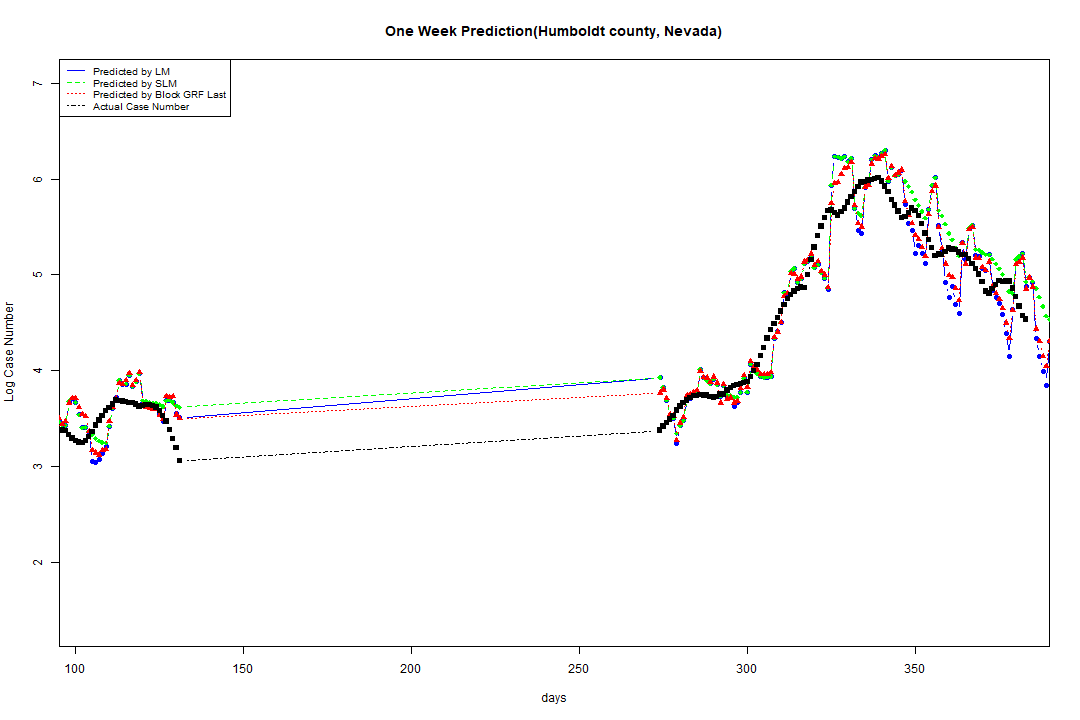 One Week Prediction(Humboldt county, Nevada)
Predicted by LM
Predicted by SLM
Predicted by Block GRF Last
Actual Case Number
7
6
5
4
3
2
Log Case Number
100 150 200 250 300 350
days